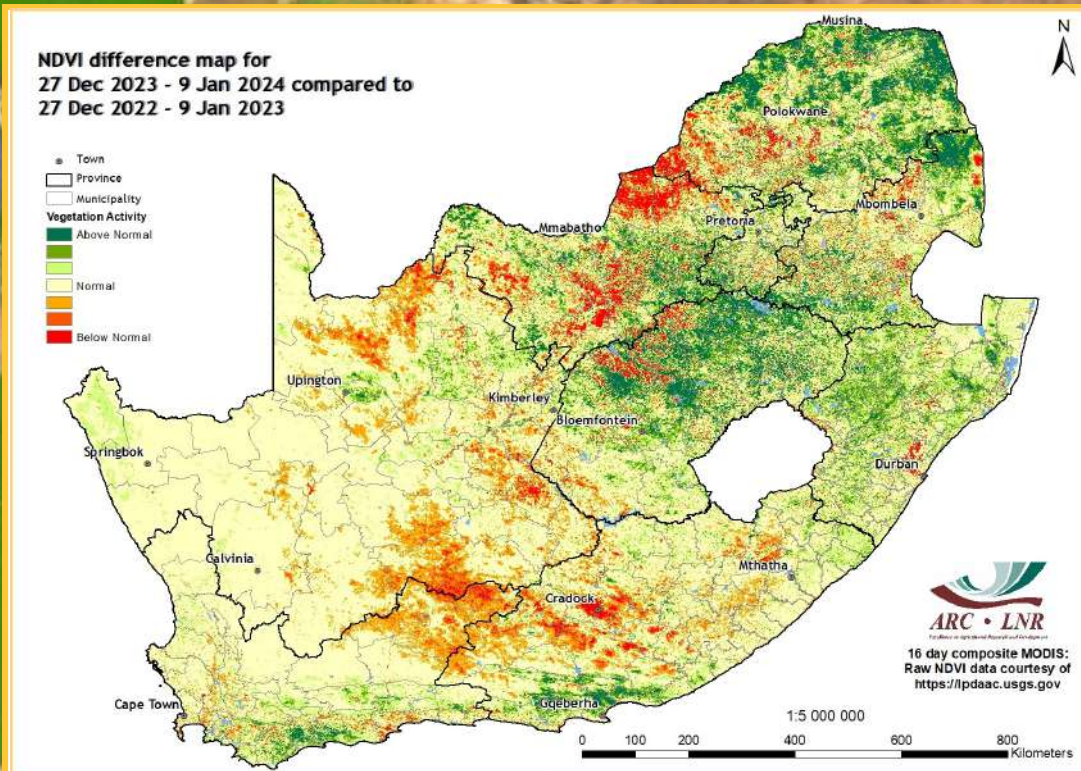 NDVI difference map for
27 Dec 2023 - 9 Jan 2024 compared to
27 Dec 2022 - 9 Jan 2023
Town
Province
Municipality
Vegetation Activity
Above Normal
Normal
Below Normal
N
Musina
Polokwane
Mbombela
Pretoria
Mmabatho
Upington
Kimberley
Bloemfontein
Springbok
Durban
Calvinia
Mthatha
Cradock
Gqeberha
Cape Town
ARC • LNR
16 day composite MODIS:
Raw NDVI data courtesy of
https://lpdaac.usgs.gov
1:5 000 000
0 100 200 400 600 800
Kilometers